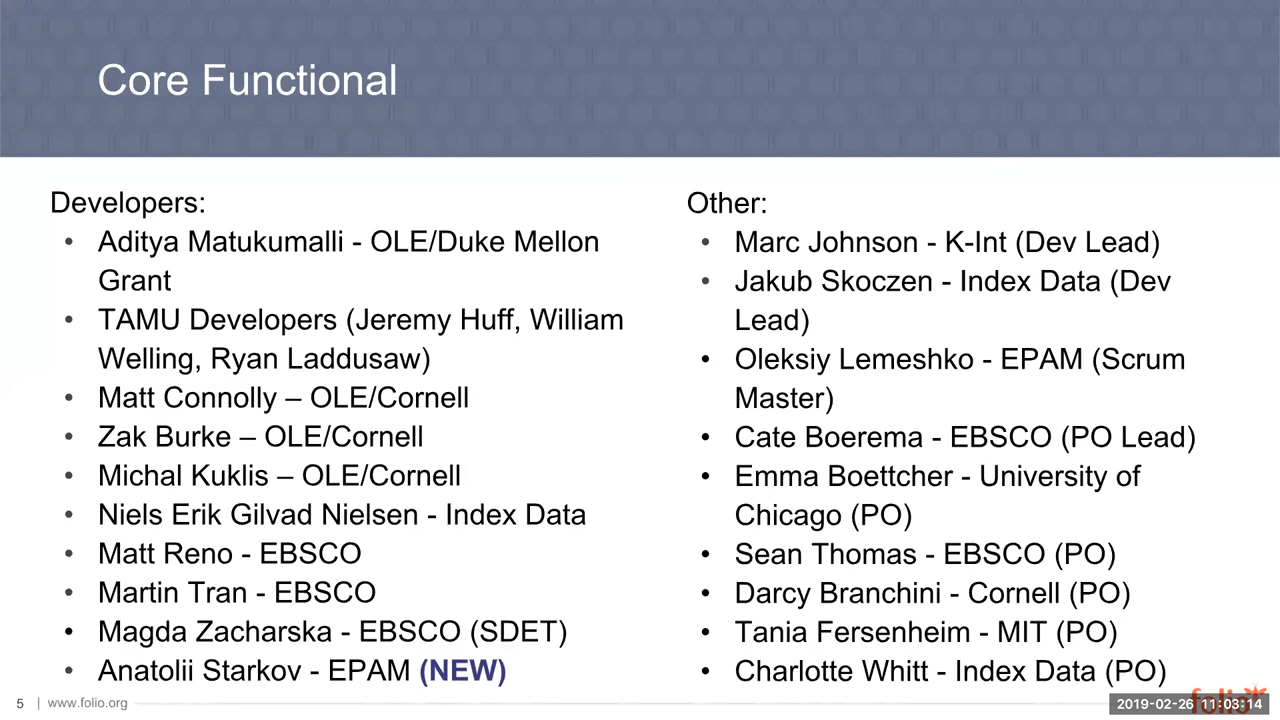 Core Functional
Developers:
• Aditya Matukumalli - OLE/Duke Mellon
Grant
• TAMU Developers (Jeremy Huff, William
Welling, Ryan Laddusaw)
• Matt Connolly – OLE/Cornell
• Zak Burke – OLE/Cornell
• Michal Kuklis – OLE/Cornell
• Niels Erik Gilvad Nielsen - Index Data
• Matt Reno - EBSCO
• Martin Tran - EBSCO
• Magda Zacharska - EBSCO (SDET)
• Anatolii Starkov - EPAM (NEW)
Other:
• Marc Johnson - K-Int (Dev Lead)
• Jakub Skoczen - Index Data (Dev
Lead)
• Oleksiy Lemeshko - EPAM (Scrum
Master)
• Cate Boerema - EBSCO (PO Lead)
• Emma Boettcher - University of
Chicago (PO)
• Sean Thomas - EBSCO (PO)
• Darcy Branchini - Cornell (PO)
• Tania Fersenheim - MIT (PO)
• Charlotte Whitt - Index Data (PO)
5 | www.folio.org
folio
2019-02-26 11:03:14